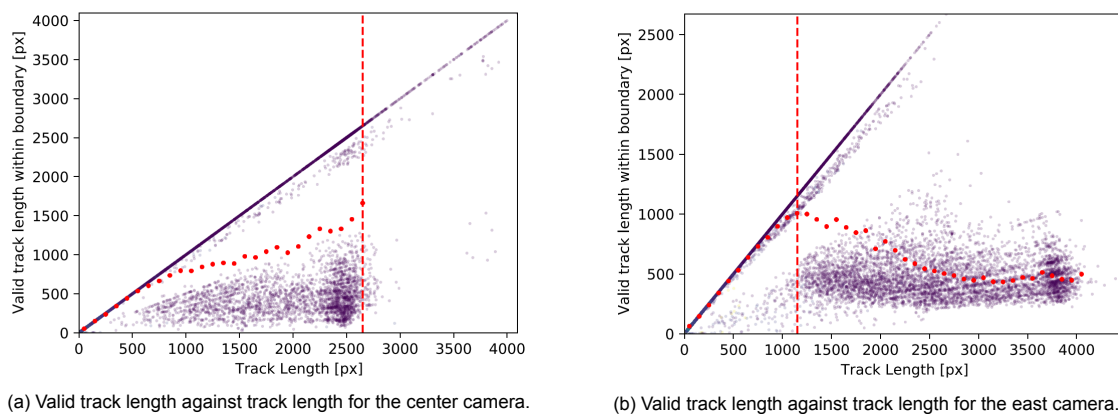 4000
3500
3000
2500
2000
1500
1000
500
0
Valid track length within boundary [px]
0 500 1000 1500 2000 2500 3000 3500 4000
Track Length [px]
(a) Valid track length against track length for the center camera.
2500
2000
1500
1000
500
0
Valid track length within boundary [px]
0 500 1000 1500 2000 2500 3000 3500 4000
Track Length [px]
(b) Valid track length against track length for the east camera.